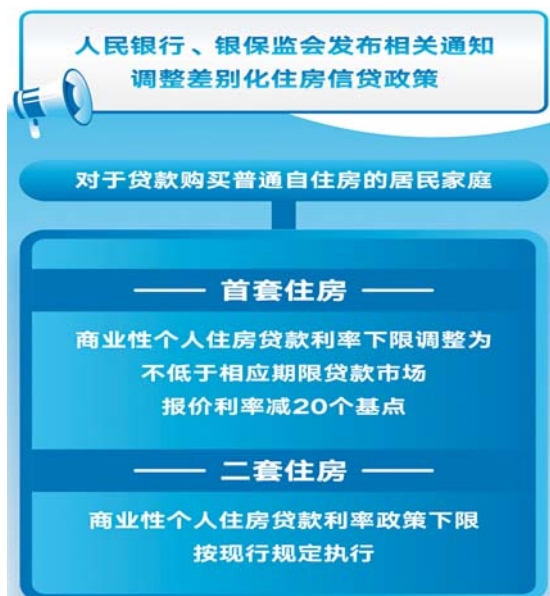 人民银行、银保监会发布相关通知
调整差别化住房信贷政策
对于贷款购买普通自住房的居民家庭
首套住房
商业性个人住房贷款利率下限调整为
不低于相应期限贷款市场
报价利率减20个基点
二套住房
商业性个人住房贷款利率政策下限
按现行规定执行